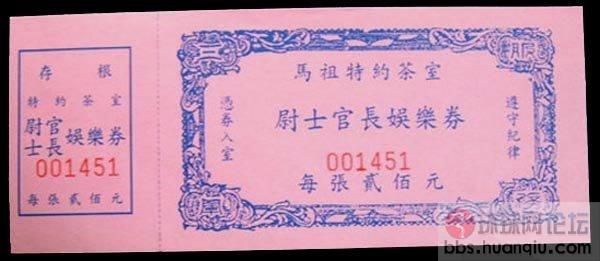 存根
特約茶室
尉官
士長
娛樂券
001451
每張貳佰元
馬祖特約茶室
憑券入室
尉士官長娛樂券
遵守紀律
001451
每張貳佰元
环球网论坛
bbs.huanqiu.com